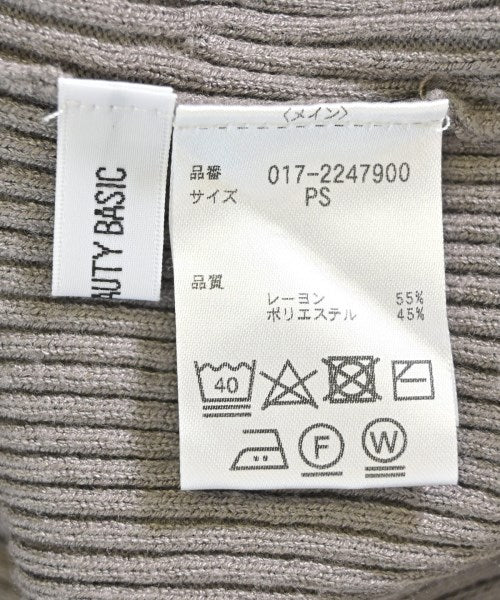 AUTY BASIC
〈メイン〉
品番 017-2247900
サイズ PS
品質
レーヨン 55%
ポリエステル 45%
40
F W